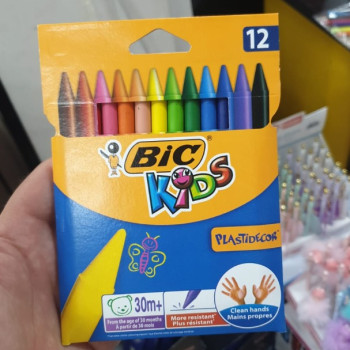 12
BIC
KIDS
PLASTIDECOR
30m+
From the age of 30 months
À partir de 30 mois
More resistant
Plus résistant
Clean hands
Mains propres